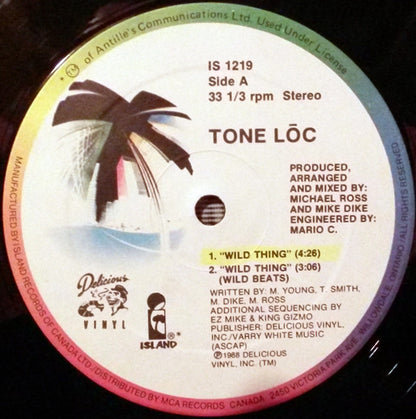 * ™ of Antille's Communications Ltd. Used Under License
IS 1219
Side A
33 1/3 rpm Stereo
TONE LŌC
PRODUCED,
ARRANGED
AND MIXED BY:
MICHAEL ROSS
AND MIKE DIKE
ENGINEERED BY:
MARIO C.
1. "WILD THING" (4:26)
2. "WILD THING" (3:06)
(WILD BEATS)
WRITTEN BY: M. YOUNG, T. SMITH,
M. DIKE, M. ROSS
ADDITIONAL SEQUENCING BY
EZ MIKE & KING GIZMO
PUBLISHER: DELICIOUS VINYL,
INC./VARRY WHITE MUSIC
(ASCAP)
℗1988 DELICIOUS
VINYL, INC. (TM)
Delicious
VINYL
ISLAND ®*
MANUFACTURED BY ISLAND RECORDS OF CANADA LTD./DISTRIBUTED BY MCA RECORDS CANADA 2450 VICTORIA PARK AVE. WILLOWDALE, ONTARIO / ALL RIGHTS RESERVED